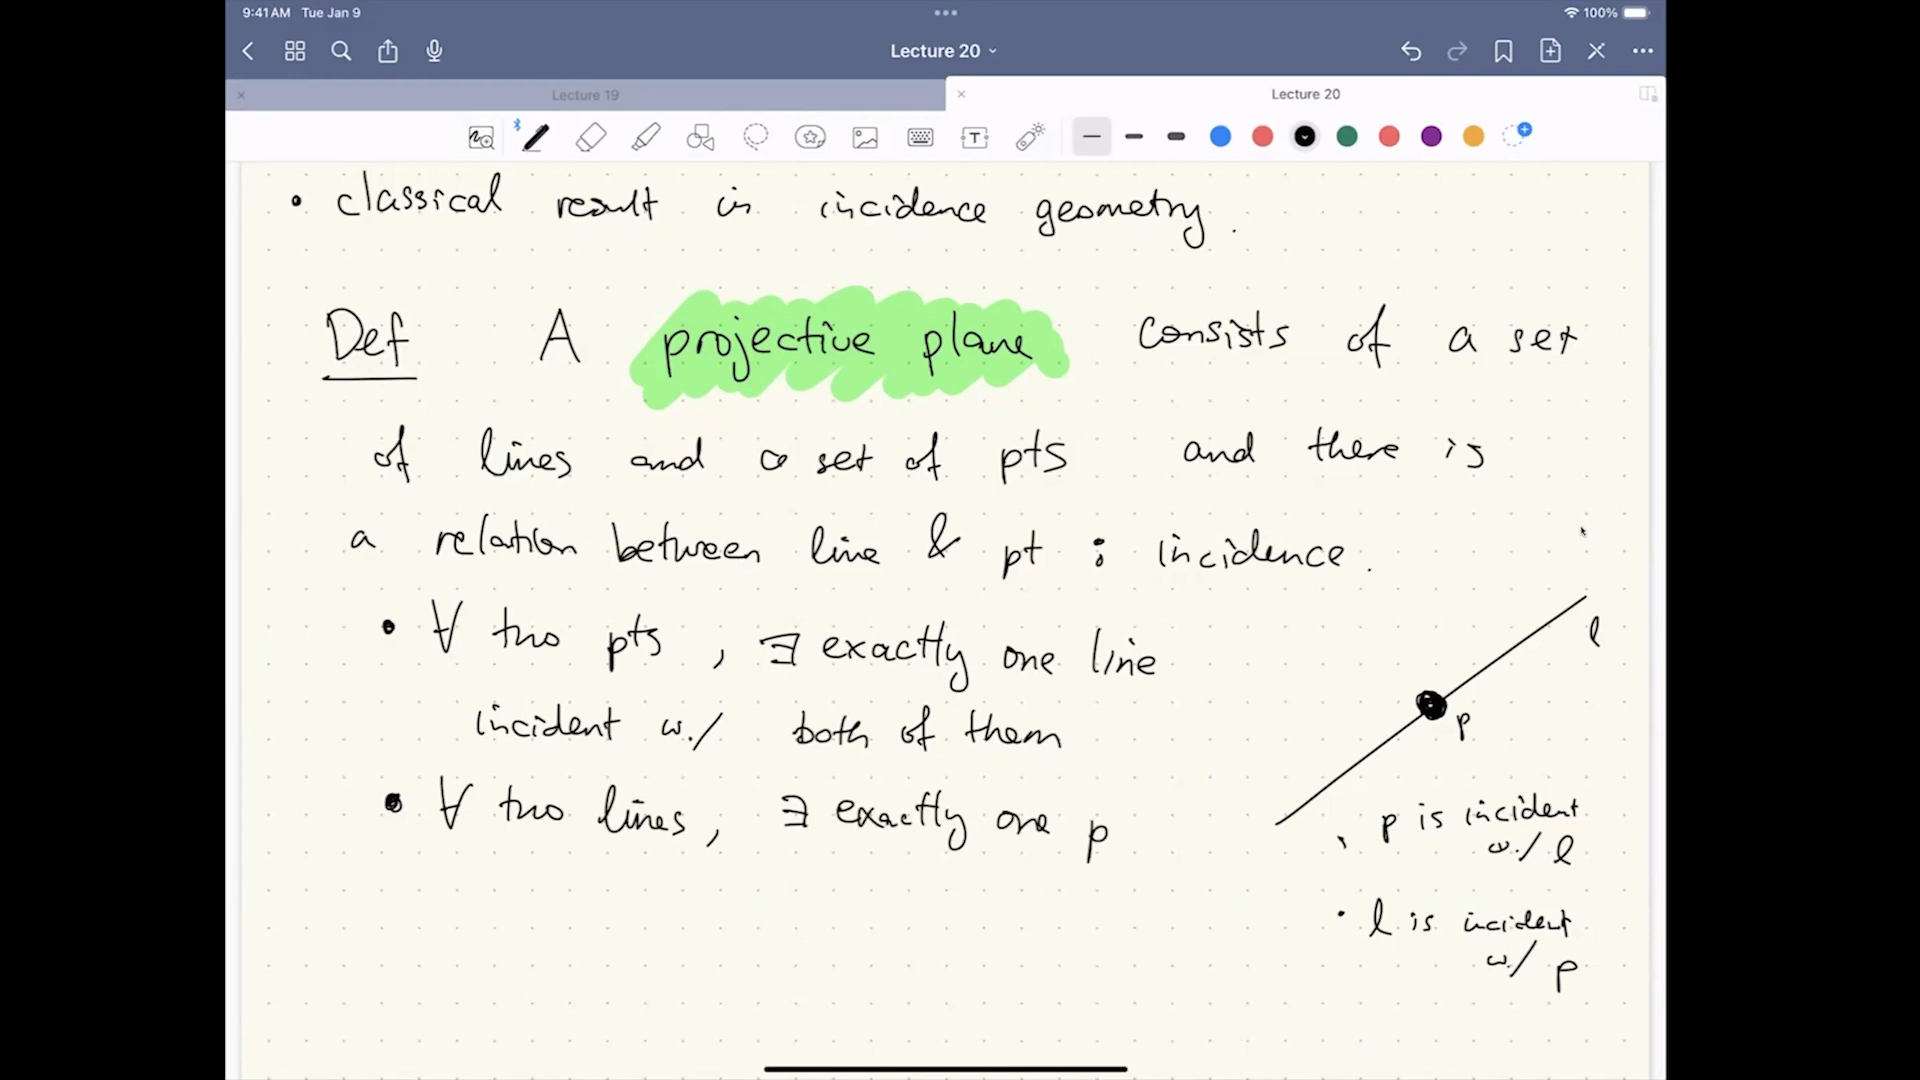 9:41 AM Tue Jan 9
100%
Lecture 20
Lecture 19
Lecture 20
• classical result in incidence geometry.
Def A projective plane consists of a set
of lines and a set of pts and there is
a relation between line & pt : incidence.
• ∀ two pts, ∃ exactly one line
incident w./ both of them
• ∀ two lines, ∃ exactly one p
l
p
• p is incident
w./ l
• l is incident
w./ p